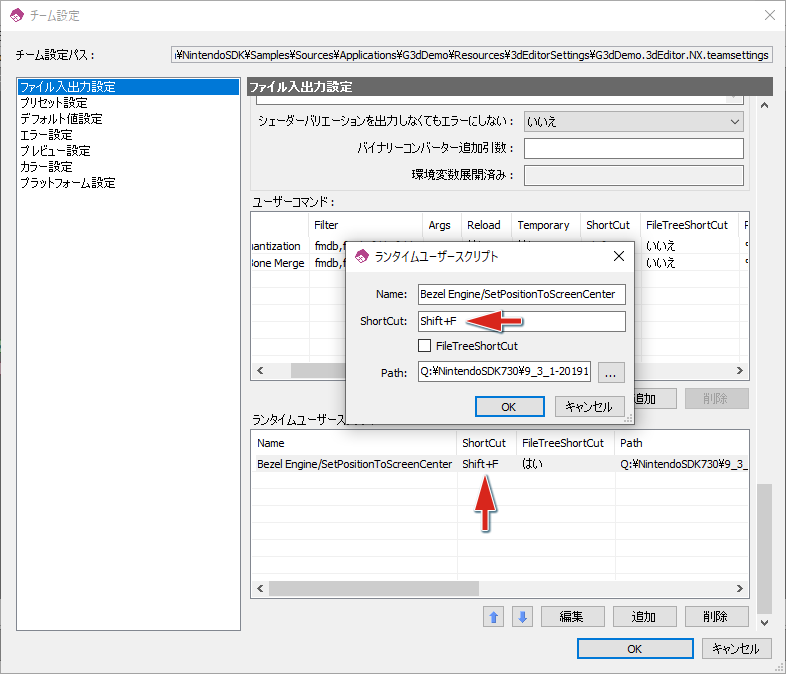 チーム設定
チーム設定パス :
i¥NintendoSDK¥Samples¥Sources¥Applications¥G3dDemo¥Resources¥3dEditorSettings¥G3dDemo.3dEditor.NX.teamsettings
ファイル入出力設定
プリセット設定
デフォルト値設定
エラー設定
プレビュー設定
カラー設定
プラットフォーム設定
ファイル入出力設定
シェーダーバリエーションを出力しなくてもエラーにしない : いいえ
バイナリーコンバーター追加引数 :
環境変数展開済み :
ユーザーコマンド :
Filter Args Reload Temporary ShortCut FileTreeShortCut
antization fmdb, いいえ
Bone Merge fmdb, いいえ
追加 削除
ランタイムユーザースクリプト
Name: Bezel Engine/SetPositionToScreenCenter
ShortCut: Shift+F
FileTreeShortCut
Path: Q:¥NintendoSDK730¥9_3_1-20191 ...
OK キャンセル
ランタイムユーザース
Name ShortCut FileTreeShortCut Path
Bezel Engine/SetPositionToScreenCenter Shift+F はい Q:¥NintendoSDK730¥9_3_
編集 追加 削除
OK キャンセル